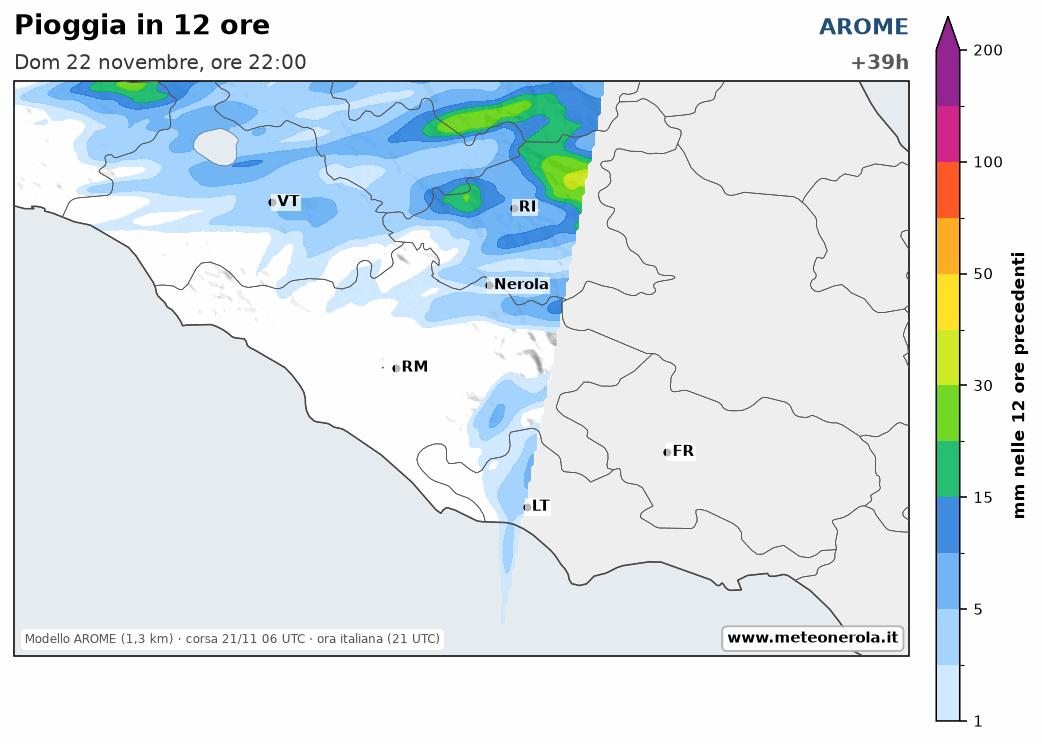 Pioggia in 12 ore
AROME
Dom 22 novembre, ore 22:00
+39h
200
100
50
30
15
5
1
mm nelle 12 ore precedenti
VT
RI
Nerola
RM
FR
LT
Modello AROME (1,3 km) · corsa 21/11 06 UTC · ora italiana (21 UTC)
www.meteonerola.it